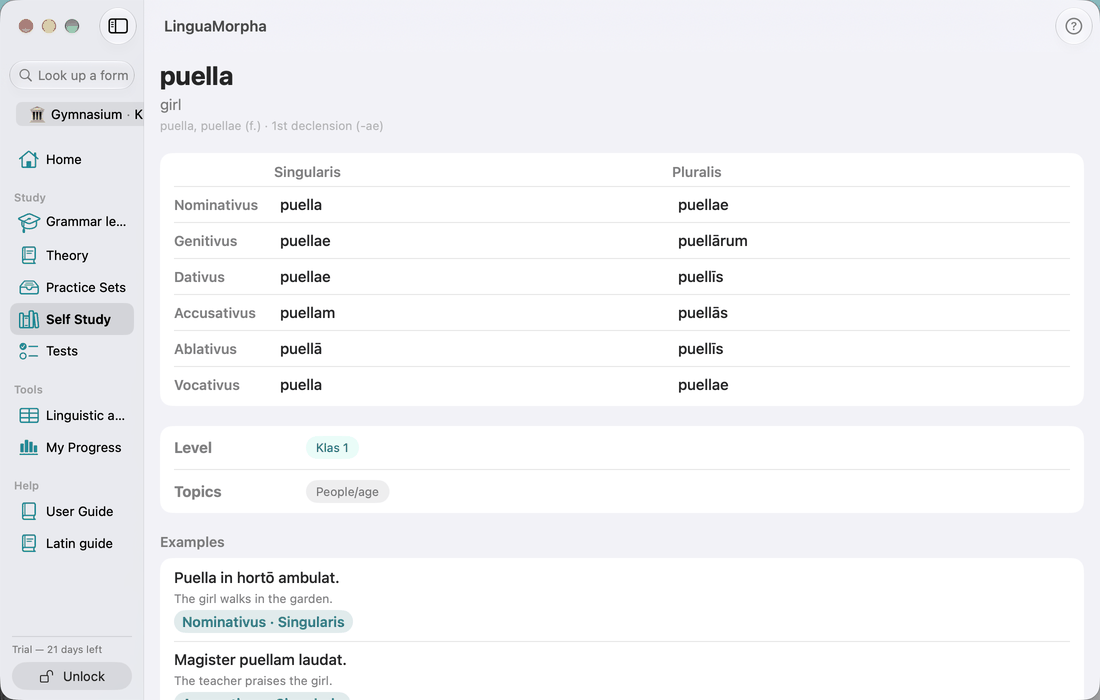 LinguaMorpha
Look up a form
Gymnasium · K
Home
Study
Grammar le...
Theory
Practice Sets
Self Study
Tests
Tools
Linguistic a...
My Progress
Help
User Guide
Latin guide
Trial — 21 days left
Unlock
puella
girl
puella, puellae (f.) · 1st declension (-ae)
Singularis Pluralis
Nominativus puella puellae
Genitivus puellae puellārum
Dativus puellae puellīs
Accusativus puellam puellās
Ablativus puellā puellīs
Vocativus puella puellae
Level Klas 1
Topics People/age
Examples
Puella in hortō ambulat.
The girl walks in the garden.
Nominativus · Singularis
Magister puellam laudat.
The teacher praises the girl.